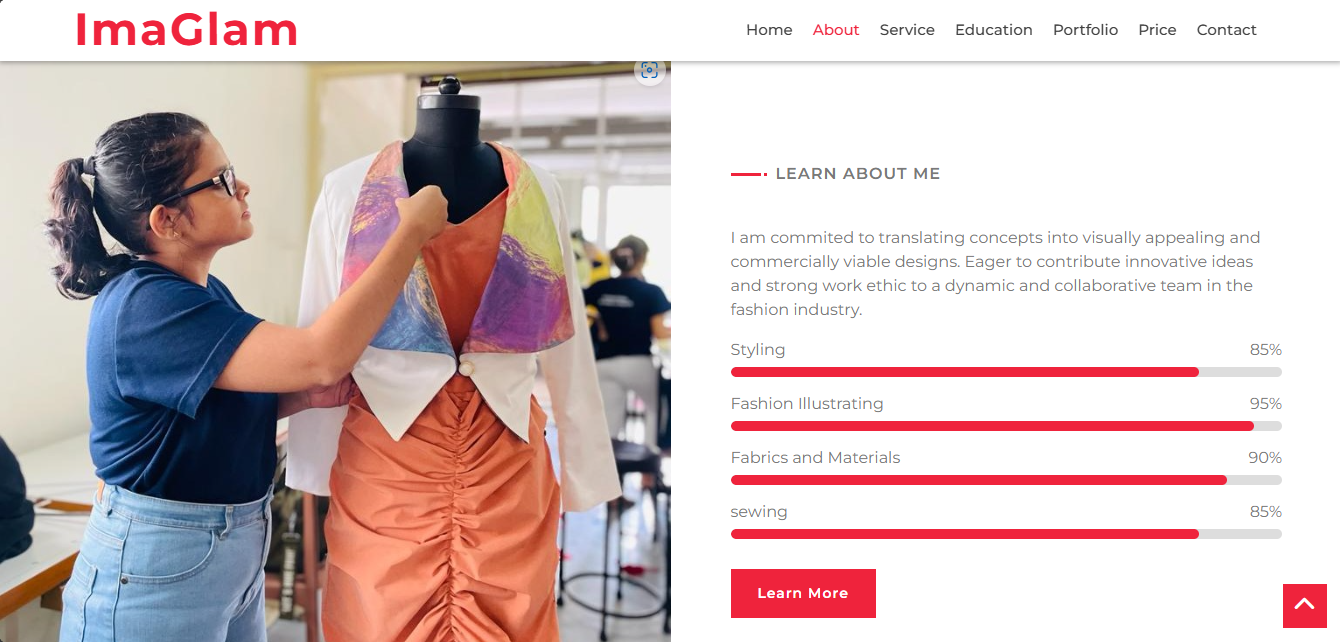 ImaGlam
Home About Service Education Portfolio Price Contact
LEARN ABOUT ME
I am commited to translating concepts into visually appealing and
commercially viable designs. Eager to contribute innovative ideas
and strong work ethic to a dynamic and collaborative team in the
fashion industry.
Styling 85%
Fashion Illustrating 95%
Fabrics and Materials 90%
sewing 85%
Learn More